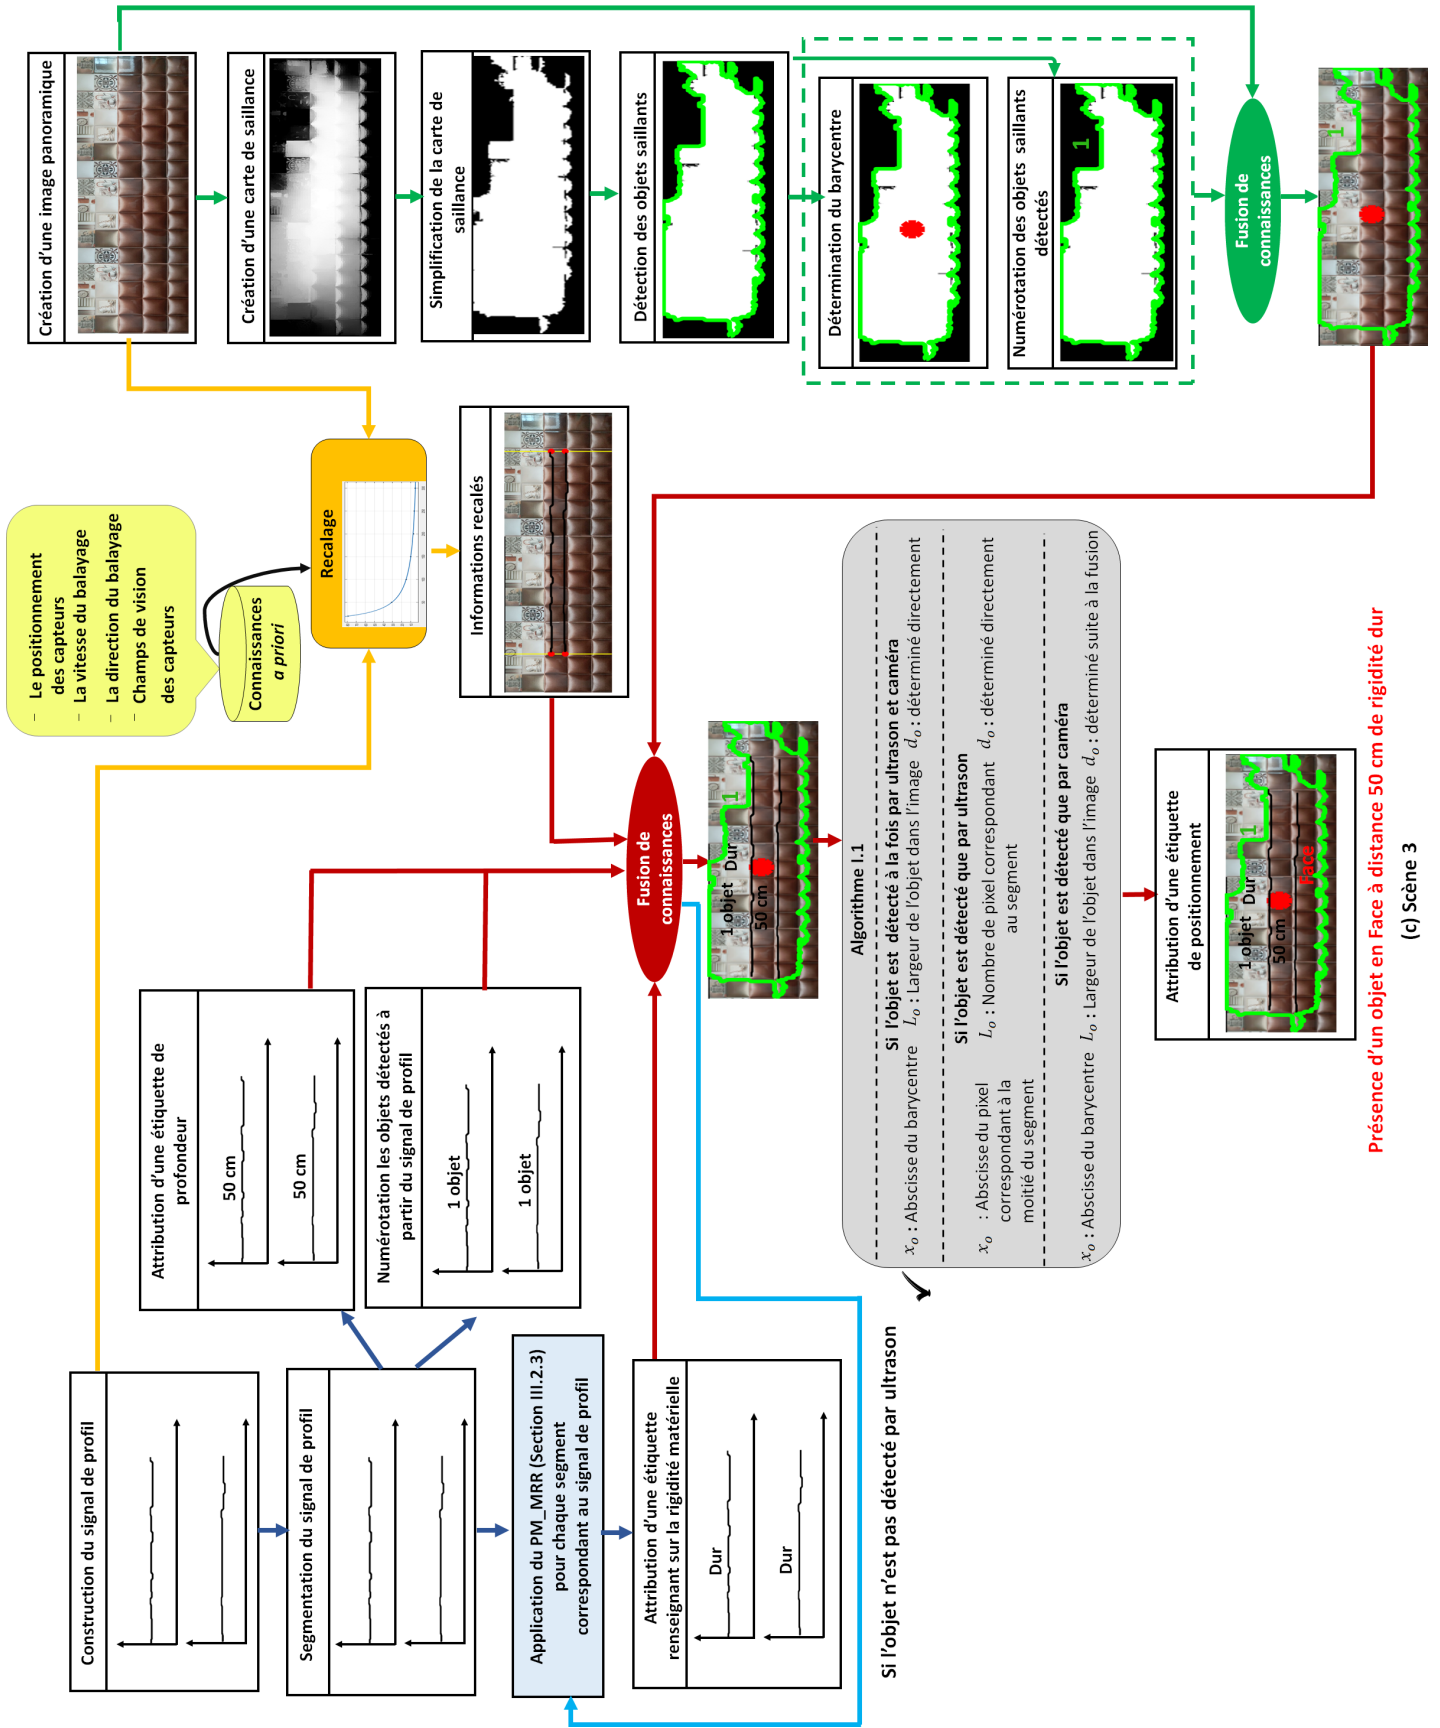 Construction du signal de profil
Segmentation du signal de profil
Application du PM_MRR (Section III.2.3)
pour chaque segment
correspondant au signal de profil
Attribution d'une étiquette
renseignant sur la rigidité matérielle
Dur
Dur
Si l'objet n'est pas détecté par ultrason
Attribution d'une étiquette de
profondeur
50 cm
50 cm
Numérotation les objets détectés à
partir du signal de profil
1 objet
1 objet
– Le positionnement
des capteurs
– La vitesse du balayage
– La direction du balayage
– Champs de vision
des capteurs
Connaissances
a priori
Recalage
Informations recalés
Fusion de
connaissances
1 objet Dur
1
50 cm
Algorithme I.1
Si l'objet est détecté à la fois par ultrason et caméra
xₒ : Abscisse du barycentre Lₒ : Largeur de l'objet dans l'image dₒ : déterminé directement
Si l'objet est détecté que par ultrason
xₒ : Abscisse du pixel
correspondant à la
moitié du segment
Lₒ : Nombre de pixel correspondant
au segment
dₒ : déterminé directement
Si l'objet est détecté que par caméra
xₒ : Abscisse du barycentre Lₒ : Largeur de l'objet dans l'image dₒ : déterminé suite à la fusion
Attribution d'une étiquette
de positionnement
1 objet Dur
1
50 cm
Face
Création d'une image panoramique
Création d'une carte de saillance
Simplification de la carte de
saillance
Détection des objets saillants
Détermination du barycentre
Numérotation des objets saillants
détectés
1
Fusion de
connaissances
1
Présence d'un objet en Face à distance 50 cm de rigidité dur
(c) Scène 3